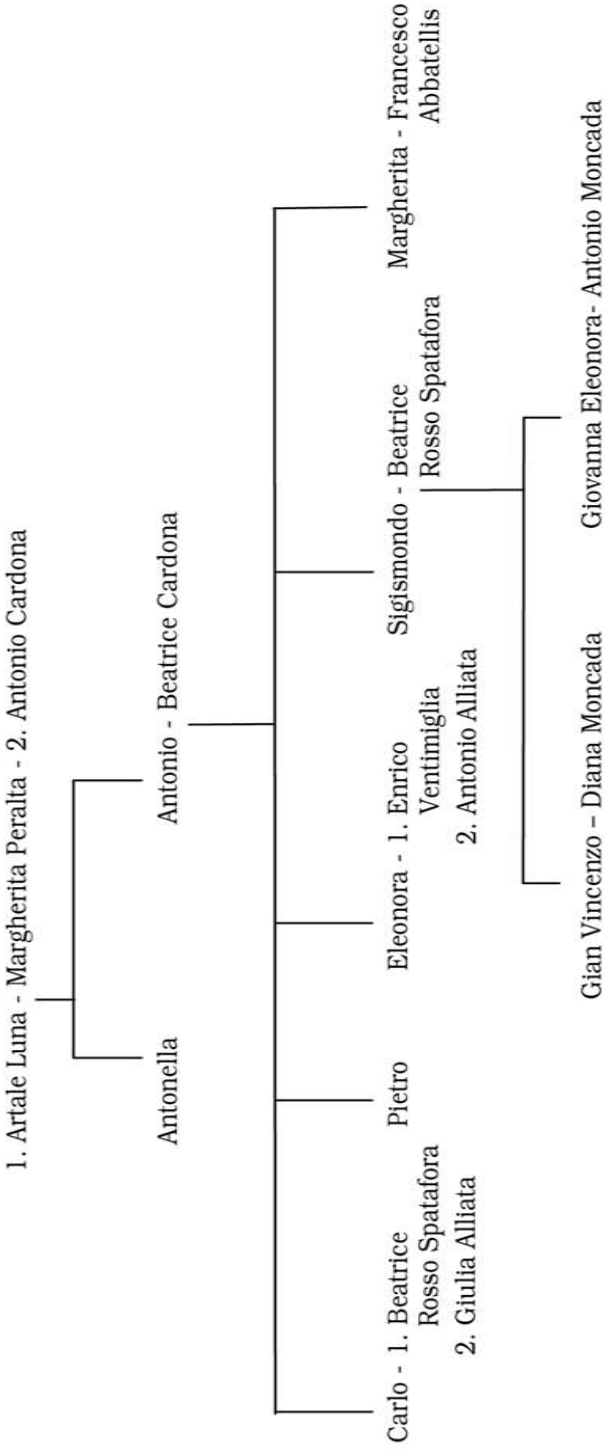 1. Artale Luna - Margherita Peralta - 2. Antonio Cardona
Antonella
Antonio - Beatrice Cardona
Carlo - 1. Beatrice
Rosso Spatafora
2. Giulia Alliata
Pietro
Eleonora - 1. Enrico
Ventimiglia
2. Antonio Alliata
Sigismondo - Beatrice
Rosso Spatafora
Margherita - Francesco
Abbatellis
Gian Vincenzo – Diana Moncada
Giovanna Eleonora- Antonio Moncada